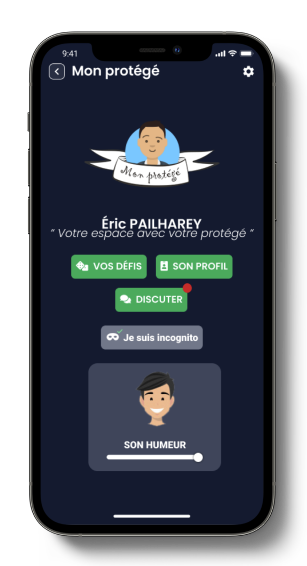 9:41
Mon protégé
Mon protégé
Éric PAILHAREY
“ Votre espace avec votre protégé ”
VOS DÉFIS
SON PROFIL
DISCUTER
Je suis incognito
SON HUMEUR